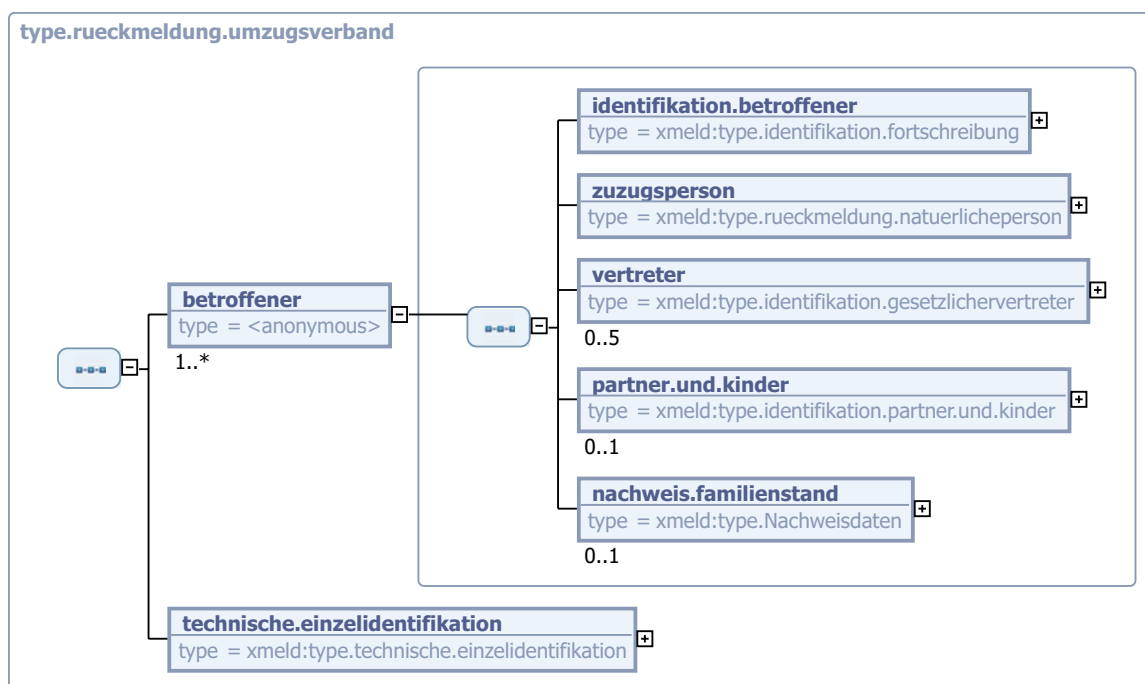 type.rueckmeldung.umzugsverband
identifikation.betroffener
type = xmeld:type.identifikation.fortschreibung
zuzugsperson
type = xmeld:type.rueckmeldung.natuerlicheperson
vertreter
type = xmeld:type.identifikation.gesetzlichervertreter
0..5
betroffener
type = <anonymous>
1..*
partner.und.kinder
type = xmeld:type.identifikation.partner.und.kinder
0..1
nachweis.familienstand
type = xmeld:type.Nachweisdaten
0..1
technische.einzelidentifikation
type = xmeld:type.technische.einzelidentifikation